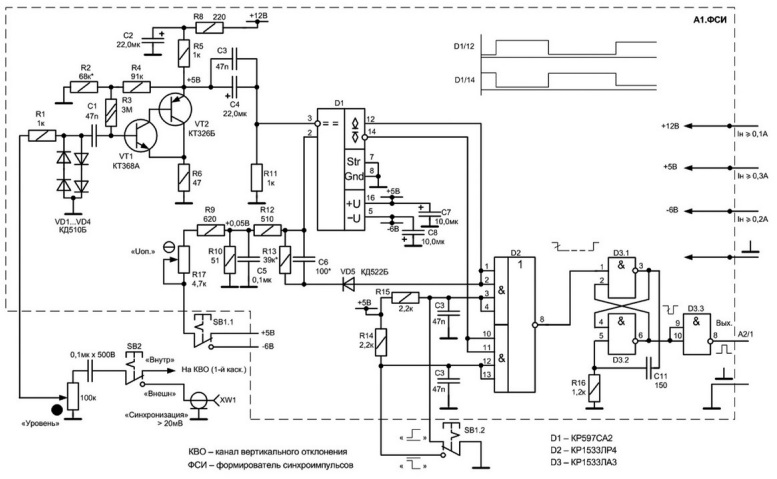 А1.ФСИ
R8 220
+12В
C2
22,0мк
R5
1к
C3
47п
D1/12
D1/14
R2
68к*
R4
91к
+5В
C4
22,0мк
R1
1к
C1
47п
R3
3М
VT2
КТ326Б
VT1
КТ368А
VD1...VD4
КД510Б
R6
47
R11
1к
D1
3
2
= =
12
14
Str
Gnd
7
8
+U
−U
16
5
+5В
-6В
C7
10,0мк
C8
10,0мк
+12В
Iн ≥ 0,1А
+5В
Iн ≥ 0,3А
-6В
Iн ≥ 0,2А
R9
620
+0,05В
R12
510
«Uоп.»
R17
4,7к
R10
51
C5
0,1мк
R13
39к*
C6
100*
VD5 КД522Б
SB1.1
+5В
-6В
D2
1
1
2
3
4
10
11
12
13
&
&
8
R15
2,2к
+5В
R14
2,2к
C3
47п
C3
47п
D3.1
&
1
2
3
4
5
&
6
D3.2
D3.3
9
10
&
8
Вых.
A2/1
R16
1,2к
C11
150
0,1мк х 500В
SB2
«Внутр»
На КВО (1-й каск.)
100к
«Внешн»
XW1
«Уровень»
«Синхронизация»
> 20мВ
SB1.2
КВО – канал вертикального отклонения
ФСИ – формирователь синхроимпульсов
D1 – КР597СА2
D2 – КР1533ЛР4
D3 – КР1533ЛА3